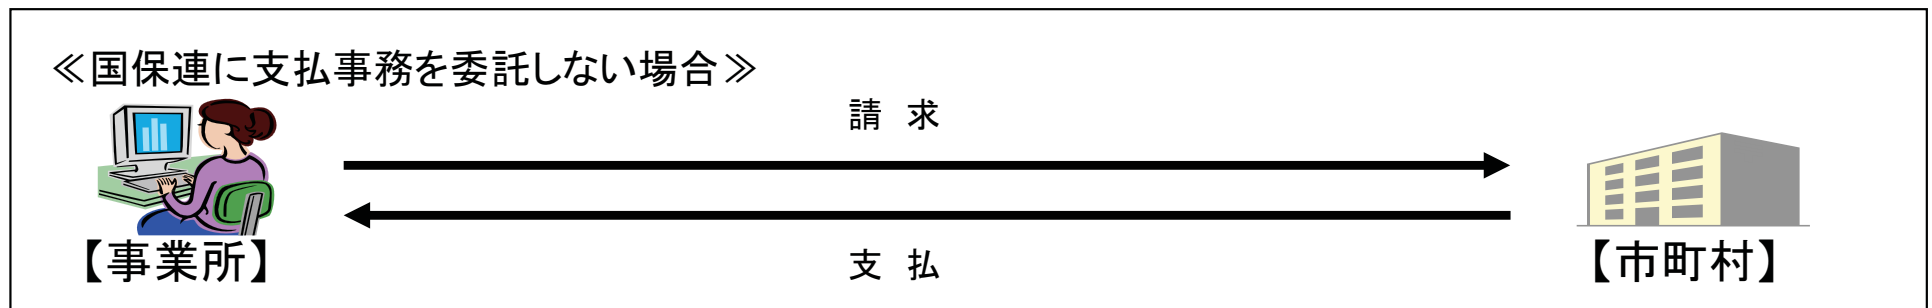 ≪国保連に支払事務を委託しない場合≫
請 求
支 払
【事業所】
【市町村】